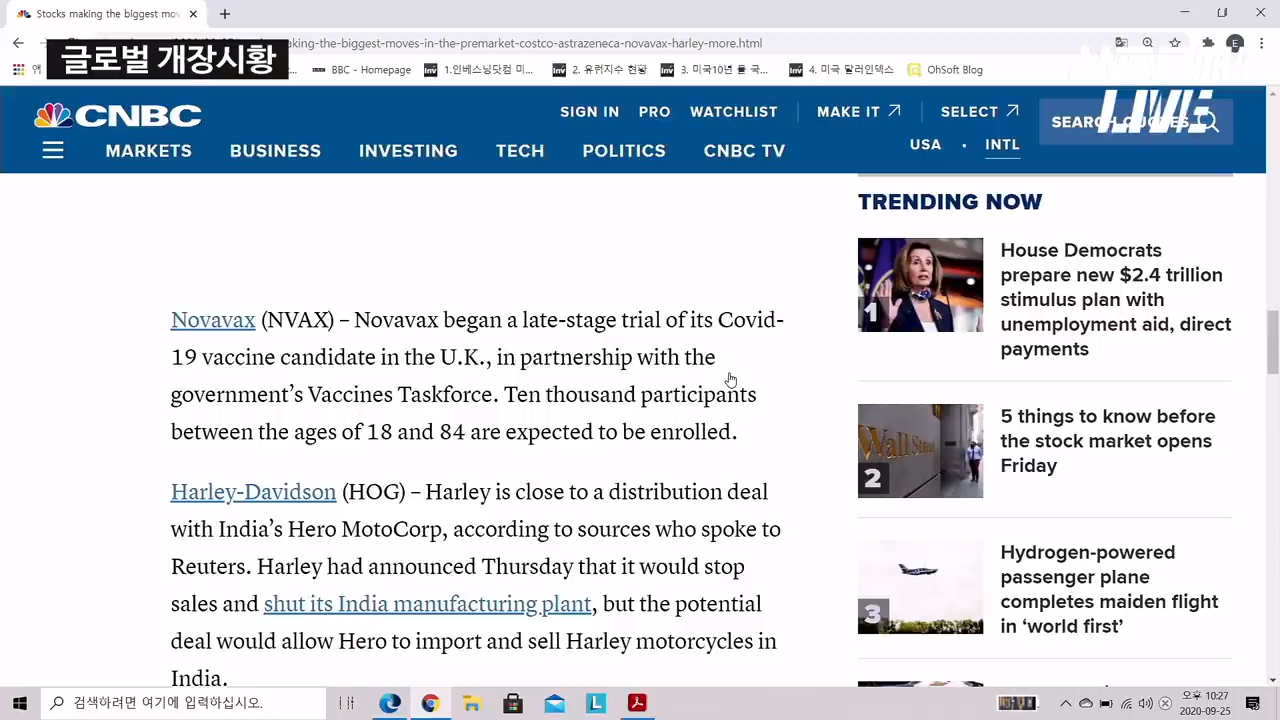 Stocks making the biggest mo
글로벌 개장시황
aking-the-biggest-moves-in-the-premarket-costco-astrazeneca-novavax-harley-more.html
E
BBC - Homepage
1.인베스닝닷컴 미...
2. 유뤔지수 현황
3. 미국10년 물 국...
4. 미국 달러인덱스
OhSoft Blog
LIVE
CNBC
SIGN IN PRO WATCHLIST MAKE IT SELECT
SEARCH QUOTES
MARKETS BUSINESS INVESTING TECH POLITICS CNBC TV
USA · INTL
Novavax (NVAX) – Novavax began a late-stage trial of its Covid-
19 vaccine candidate in the U.K., in partnership with the
government’s Vaccines Taskforce. Ten thousand participants
between the ages of 18 and 84 are expected to be enrolled.
Harley-Davidson (HOG) – Harley is close to a distribution deal
with India’s Hero MotoCorp, according to sources who spoke to
Reuters. Harley had announced Thursday that it would stop
sales and shut its India manufacturing plant, but the potential
deal would allow Hero to import and sell Harley motorcycles in
India.
TRENDING NOW
1
House Democrats
prepare new $2.4 trillion
stimulus plan with
unemployment aid, direct
payments
Wall Street
2
5 things to know before
the stock market opens
Friday
3
Hydrogen-powered
passenger plane
completes maiden flight
in ‘world first’
검색하려면 여기에 입력하십시오.
L
오후 10:27
2020-09-25